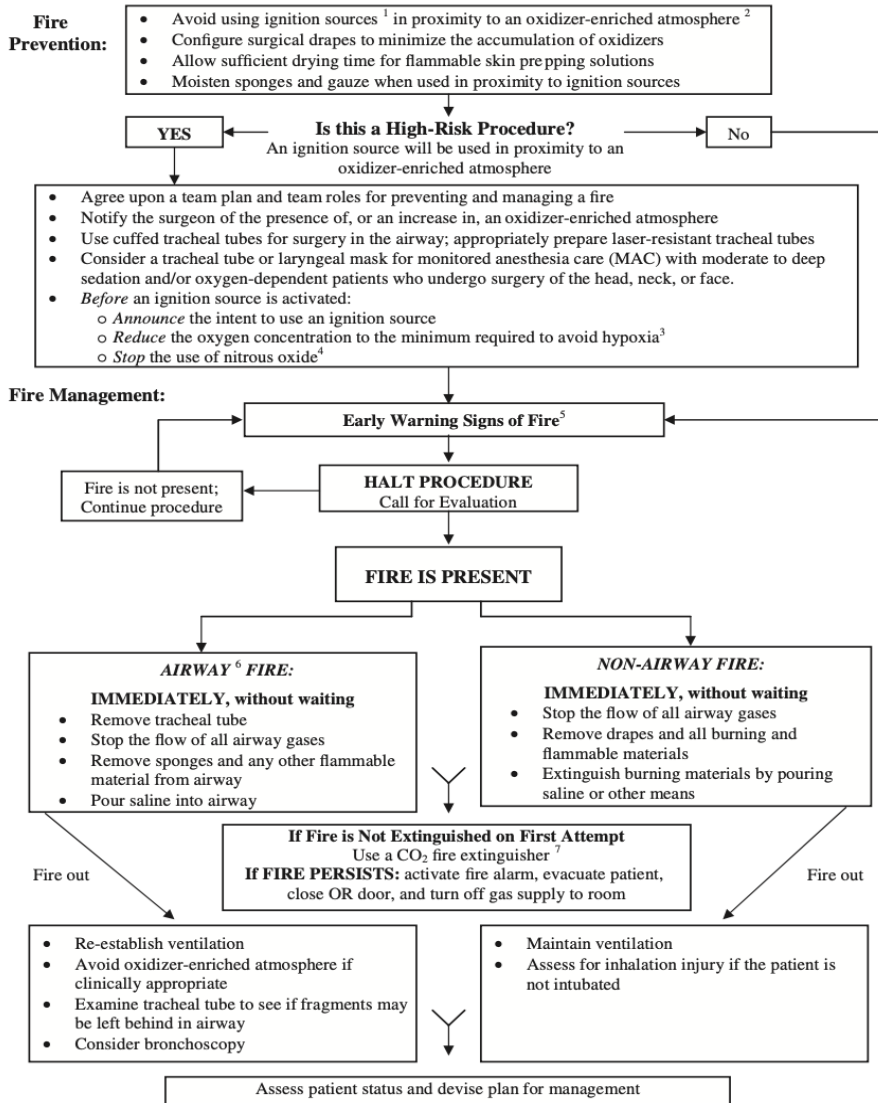 Fire
Prevention:
• Avoid using ignition sources 1 in proximity to an oxidizer-enriched atmosphere 2
• Configure surgical drapes to minimize the accumulation of oxidizers
• Allow sufficient drying time for flammable skin prepping solutions
• Moisten sponges and gauze when used in proximity to ignition sources
YES
Is this a High-Risk Procedure?
An ignition source will be used in proximity to an
oxidizer-enriched atmosphere
No
• Agree upon a team plan and team roles for preventing and managing a fire
• Notify the surgeon of the presence of, or an increase in, an oxidizer-enriched atmosphere
• Use cuffed tracheal tubes for surgery in the airway; appropriately prepare laser-resistant tracheal tubes
• Consider a tracheal tube or laryngeal mask for monitored anesthesia care (MAC) with moderate to deep
sedation and/or oxygen-dependent patients who undergo surgery of the head, neck, or face.
• Before an ignition source is activated:
o Announce the intent to use an ignition source
o Reduce the oxygen concentration to the minimum required to avoid hypoxia3
o Stop the use of nitrous oxide4
Fire Management:
Early Warning Signs of Fire5
HALT PROCEDURE
Call for Evaluation
Fire is not present;
Continue procedure
FIRE IS PRESENT
AIRWAY 6 FIRE:
IMMEDIATELY, without waiting
• Remove tracheal tube
• Stop the flow of all airway gases
• Remove sponges and any other flammable
material from airway
• Pour saline into airway
NON-AIRWAY FIRE:
IMMEDIATELY, without waiting
• Stop the flow of all airway gases
• Remove drapes and all burning and
flammable materials
• Extinguish burning materials by pouring
saline or other means
If Fire is Not Extinguished on First Attempt
Use a CO2 fire extinguisher 7
If FIRE PERSISTS: activate fire alarm, evacuate patient,
close OR door, and turn off gas supply to room
Fire out
Fire out
• Re-establish ventilation
• Avoid oxidizer-enriched atmosphere if
clinically appropriate
• Examine tracheal tube to see if fragments may
be left behind in airway
• Consider bronchoscopy
• Maintain ventilation
• Assess for inhalation injury if the patient is
not intubated
Assess patient status and devise plan for management